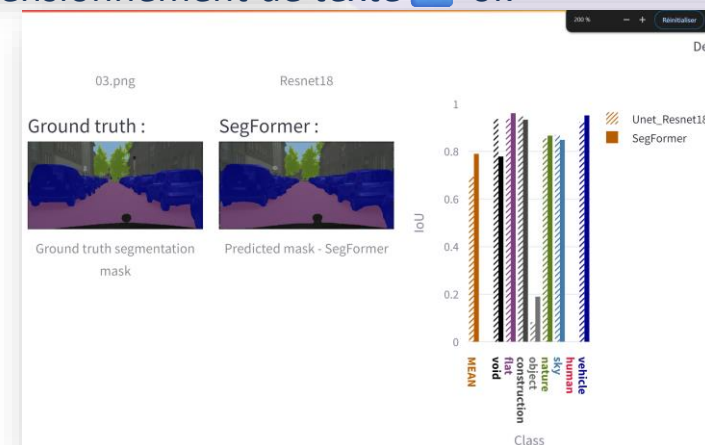 200 %
− +
Réinitialiser
03.png
Resnet18
Ground truth :
SegFormer :
Ground truth segmentation
mask
Predicted mask - SegFormer
1
0.8
0.6
0.4
0.2
0
IoU
MEAN
void
flat
construction
object
nature
sky
human
vehicle
Class
Unet_Resnet18
SegFormer